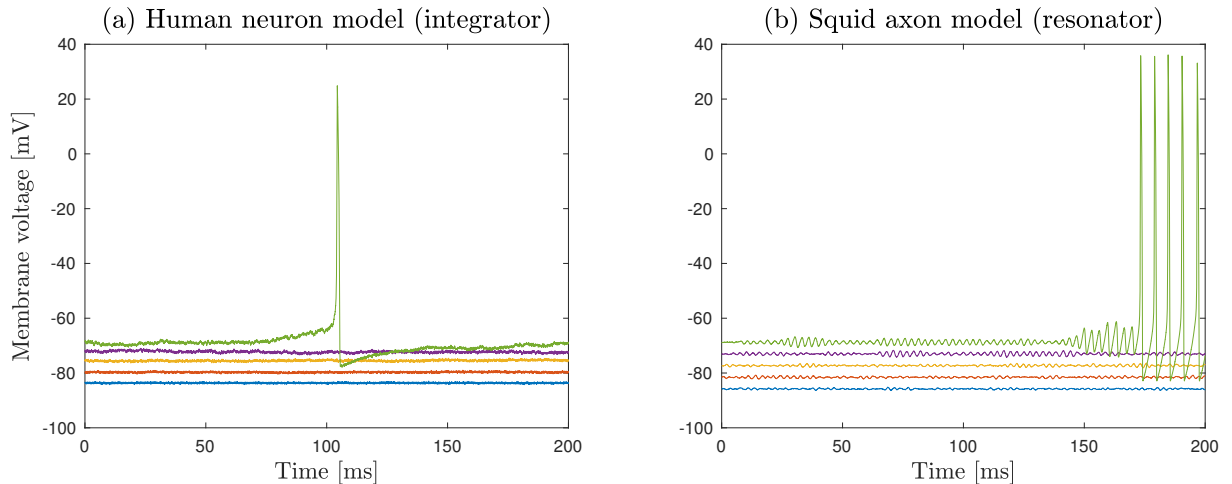 (a) Human neuron model (integrator)
40
20
0
-20
-40
-60
-80
-100
Membrane voltage [mV]
0 50 100 150 200
Time [ms]
(b) Squid axon model (resonator)
40
20
0
-20
-40
-60
-80
-100
0 50 100 150 200
Time [ms]